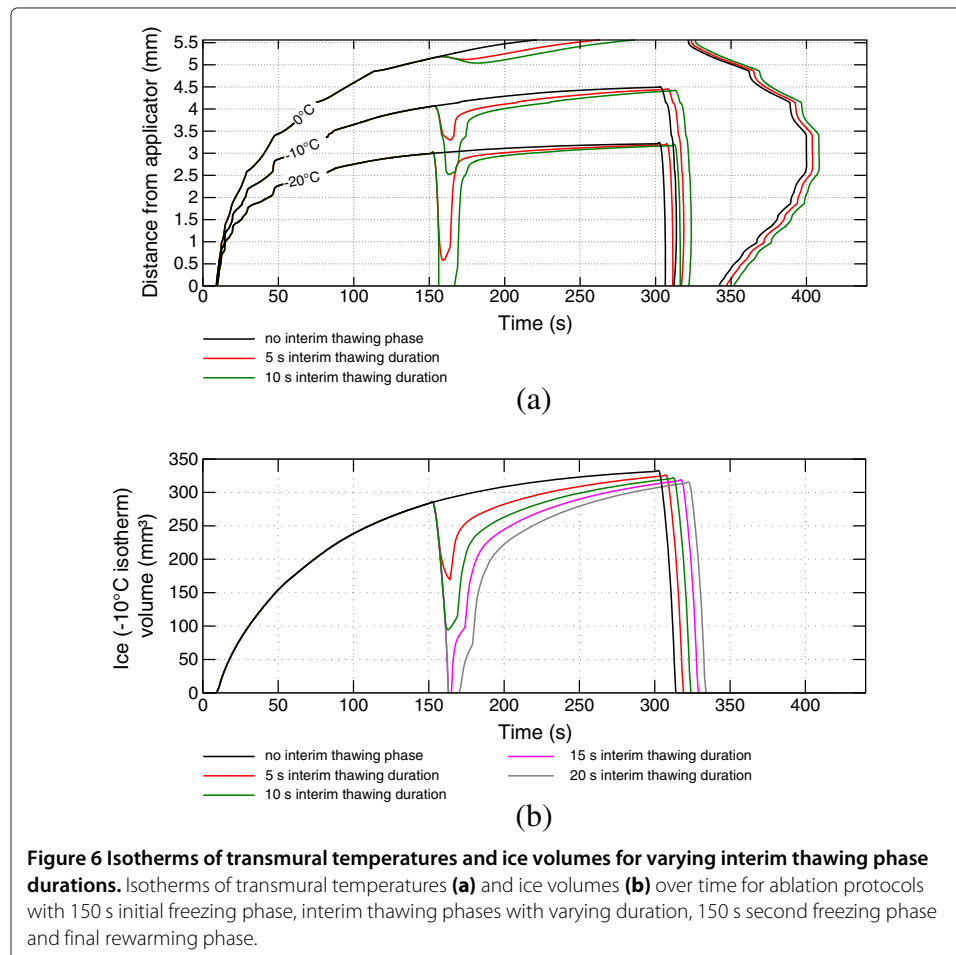 Distance from applicator (mm)
5.5
5
4.5
4
3.5
3
2.5
2
1.5
1
0.5
0
0°C
-10°C
-20°C
0 50 100 150 200 250 300 350 400
Time (s)
no interim thawing phase
5 s interim thawing duration
10 s interim thawing duration
(a)
Ice (-10°C isotherm)
volume (mm³)
350
300
250
200
150
100
50
0
0 50 100 150 200 250 300 350 400
Time (s)
no interim thawing phase
5 s interim thawing duration
10 s interim thawing duration
15 s interim thawing duration
20 s interim thawing duration
(b)
Figure 6 Isotherms of transmural temperatures and ice volumes for varying interim thawing phase
durations. Isotherms of transmural temperatures (a) and ice volumes (b) over time for ablation protocols
with 150 s initial freezing phase, interim thawing phases with varying duration, 150 s second freezing phase
and final rewarming phase.